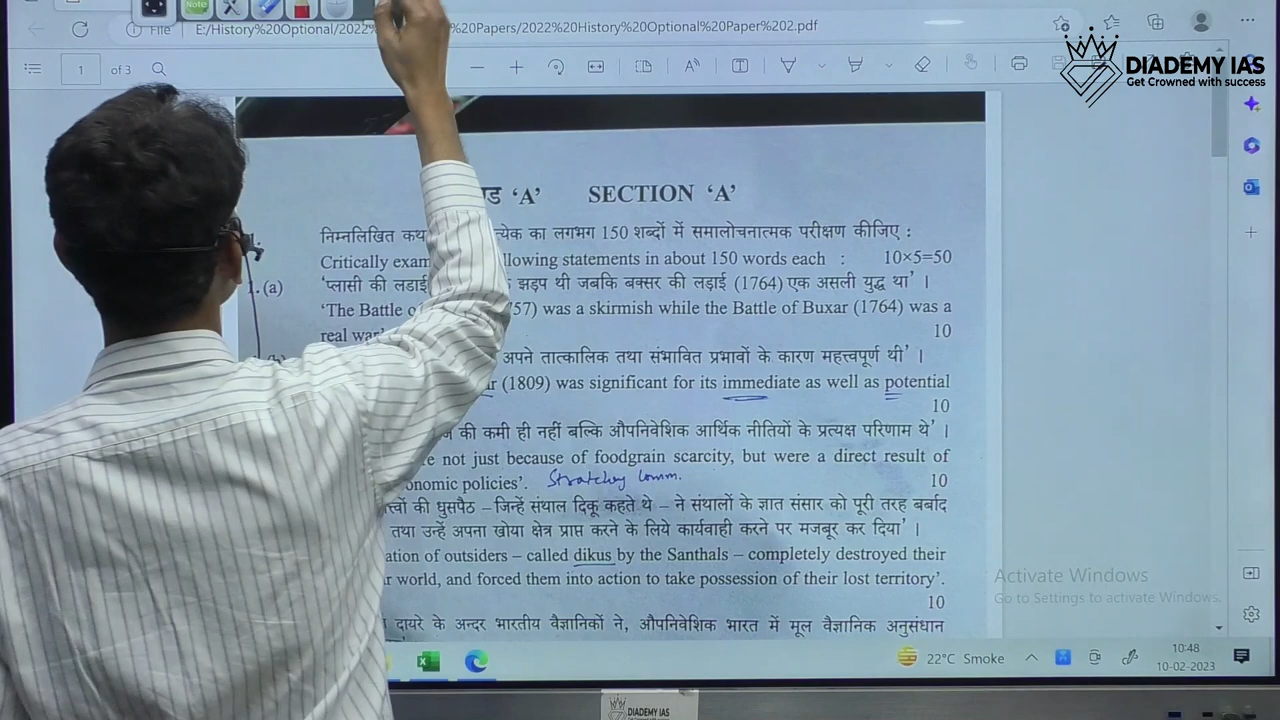 Note
File
E:/History%20Optional/2022%
%20Papers/2022%20History%20Optional%20Paper%202.pdf
1 of 3
DIADEMY IAS
Get Crowned with success
'A' SECTION 'A'
निम्नलिखित
का लगभग 150 शब्दों में समालोचनात्मक परीक्षण कीजिए :
Critically
lowing statements in about 150 words each : 10×5=50
1.(a)
'प्लासी की लढाई
झड़प थी जबकि बक्सर की लड़ाई (1764) एक असली युद्ध था' ।
'The Battle
57) was a skirmish while the Battle of Buxar (1764) was a
real war'
10
अपने तात्कालिक तथा संभावित प्रभावों के कारण महत्त्वपूर्ण थी' ।
(1809) was significant for its immediate as well as potential
10
की कमी ही नहीं बल्कि औपनिवेशिक आर्थिक नीतियों के प्रत्यक्ष परिणाम थे' ।
not just because of foodgrain scarcity, but were a direct result of
onomic policies'. Stratchey Comm. 10
की घुसपैठ – जिन्हें संथाल दिकू कहते थे – ने संथालों के ज्ञात संसार को पूरी तरह बर्बाद
तथा उन्हें अपना खोया क्षेत्र प्राप्त करने के लिये कार्यवाही करने पर मजबूर कर दिया' ।
ation of outsiders – called dikus by the Santhals – completely destroyed their
r world, and forced them into action to take possession of their lost territory'.
10
दायरे के अन्दर भारतीय वैज्ञानिकों ने, औपनिवेशिक भारत में मूल वैज्ञानिक अनुसंधान
Activate Windows
Go to Settings to activate Windows.
22°C Smoke
10:48
10-02-2023
DIADEMY IAS